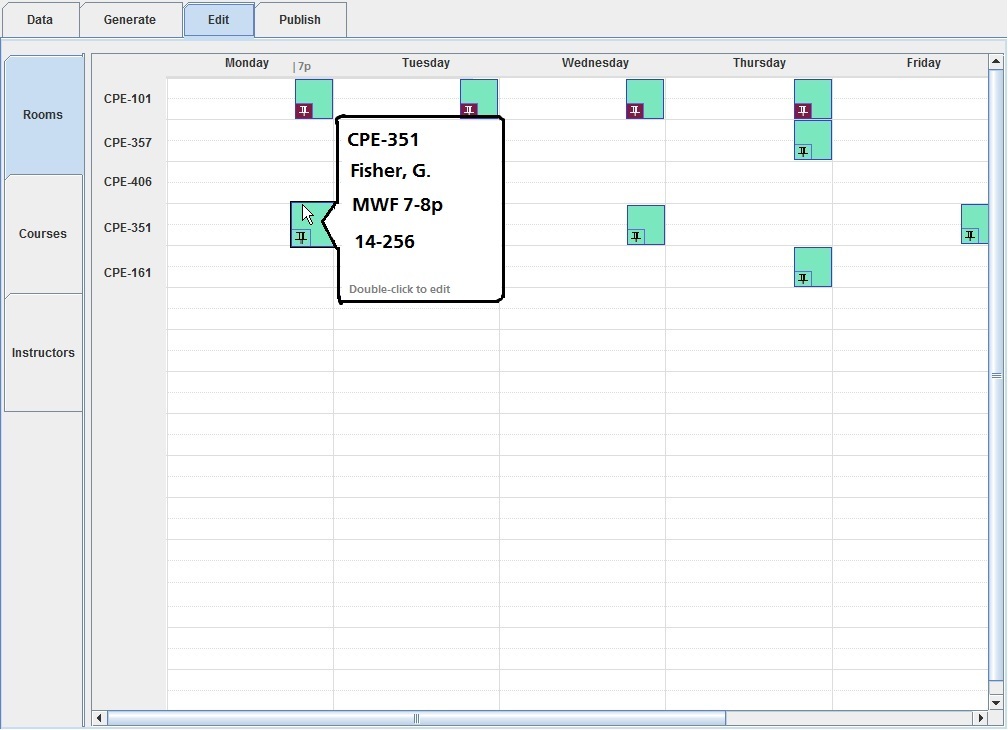 Data Generate Edit Publish
Monday | 7p Tuesday Wednesday Thursday Friday
Rooms
Courses
Instructors
CPE-101
CPE-357
CPE-406
CPE-351
CPE-161
CPE-351
Fisher, G.
MWF 7-8p
14-256
Double-click to edit